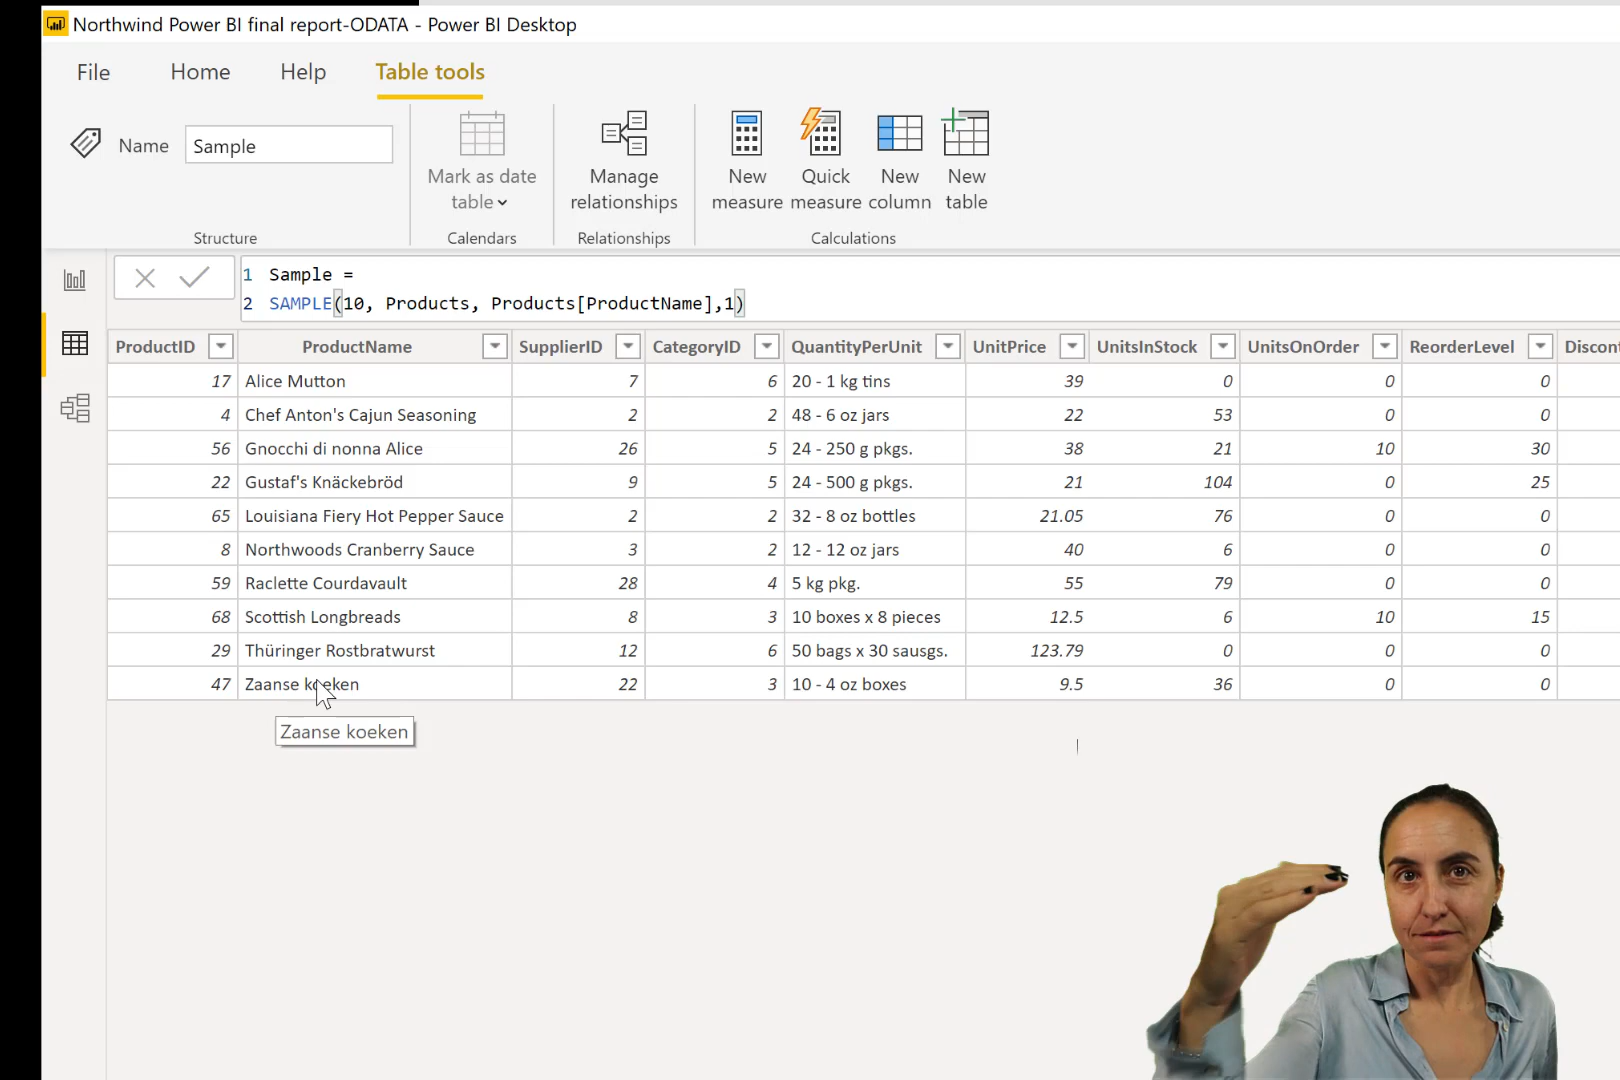 Northwind Power BI final report-ODATA - Power BI Desktop
File Home Help Table tools
Name Sample
Mark as date table
Manage relationships
New measure
Quick measure
New column
New table
Structure Calendars Relationships Calculations
1 Sample =
2 SAMPLE(10, Products, Products[ProductName],1)
ProductID ProductName SupplierID CategoryID QuantityPerUnit UnitPrice UnitsInStock UnitsOnOrder ReorderLevel Discont
17 Alice Mutton 7 6 20 - 1 kg tins 39 0 0 0
4 Chef Anton's Cajun Seasoning 2 2 48 - 6 oz jars 22 53 0 0
56 Gnocchi di nonna Alice 26 5 24 - 250 g pkgs. 38 21 10 30
22 Gustaf's Knäckebröd 9 5 24 - 500 g pkgs. 21 104 0 25
65 Louisiana Fiery Hot Pepper Sauce 2 2 32 - 8 oz bottles 21.05 76 0 0
8 Northwoods Cranberry Sauce 3 2 12 - 12 oz jars 40 6 0 0
59 Raclette Courdavault 28 4 5 kg pkg. 55 79 0 0
68 Scottish Longbreads 8 3 10 boxes x 8 pieces 12.5 6 10 15
29 Thüringer Rostbratwurst 12 6 50 bags x 30 sausgs. 123.79 0 0 0
47 Zaanse koeken 22 3 10 - 4 oz boxes 9.5 36 0 0
Zaanse koeken